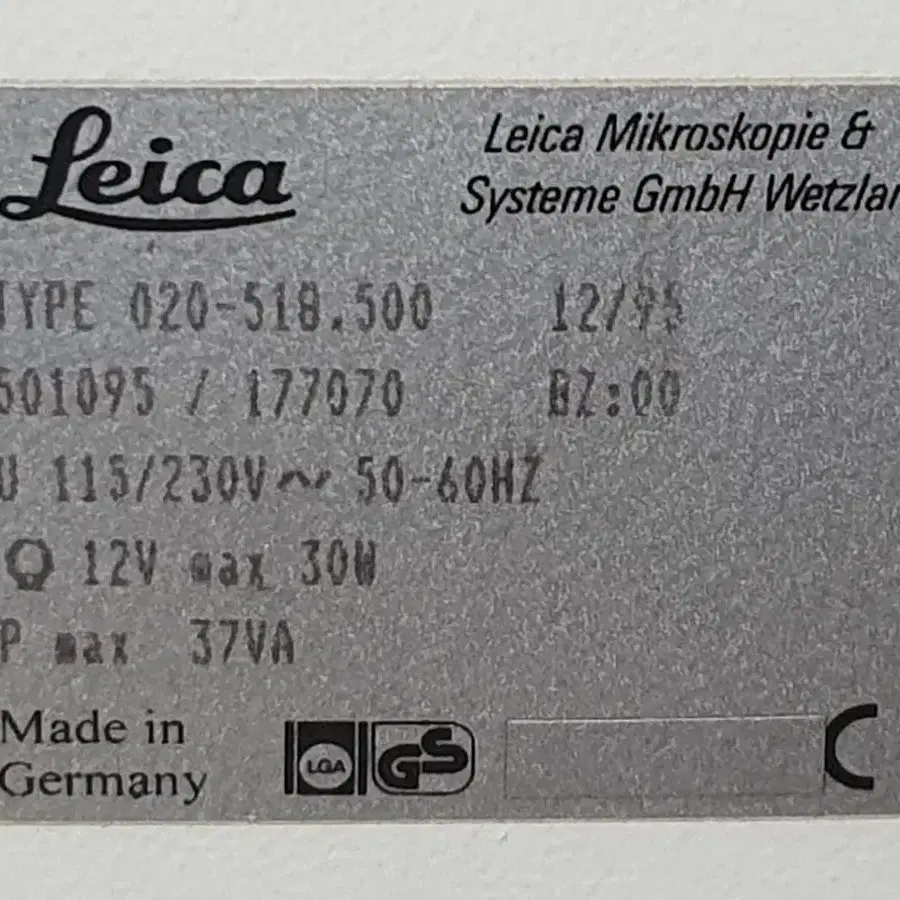 Leica
Leica Mikroskopie &
Systeme GmbH Wetzlar
TYPE 020-518.500 12/95
501095 / 177070 BZ:00
U 115/230V~ 50-60HZ
12V max 30W
P max 37VA
Made in
Germany
LGA GS C